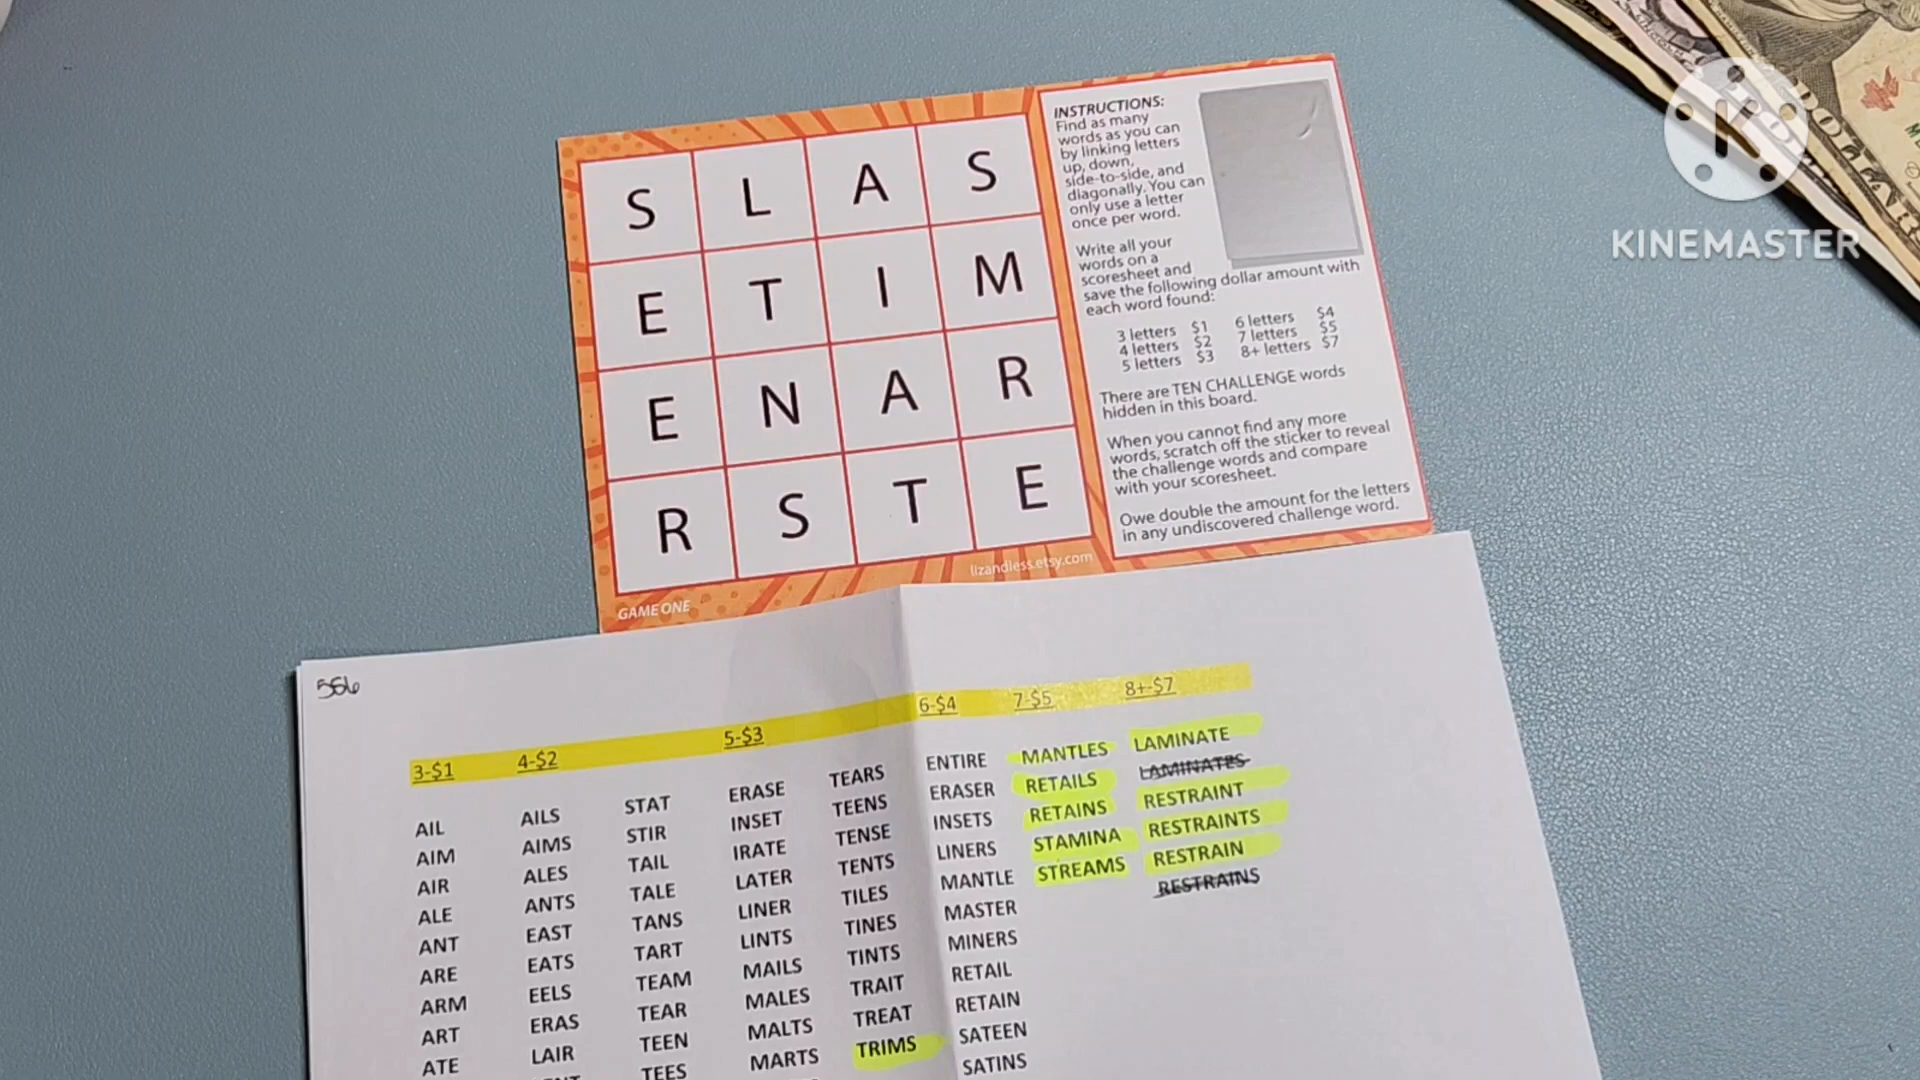 S L A S
E T I M
E N A R
R S T E
GAME ONE
lizandless.etsy.com
INSTRUCTIONS:
Find as many
words as you can
by linking letters
up, down,
side-to-side, and
diagonally. You can
only use a letter
once per word.
Write all your
words on a
scoresheet and
save the following dollar amount with
each word found:
3 letters $1 6 letters $4
4 letters $2 7 letters $5
5 letters $3 8+ letters $7
There are TEN CHALLENGE words
hidden in this board.
When you cannot find any more
words, scratch off the sticker to reveal
the challenge words and compare
with your scoresheet.
Owe double the amount for the letters
in any undiscovered challenge word.
KINEMASTER
556
3-$1 4-$2 5-$3 6-$4 7-$5 8+-$7
AIL AILS STAT ERASE TEARS ENTIRE MANTLES LAMINATE
AIM AIMS STIR INSET TEENS ERASER RETAILS LAMINATES
AIR ALES TAIL IRATE TENSE INSETS RETAINS RESTRAINT
ALE ANTS TALE LATER TENTS LINERS STAMINA RESTRAINTS
ANT EAST TANS LINER TILES MANTLE STREAMS RESTRAIN
ARE EATS TART LINTS TINES MASTER RESTRAINS
ARM EELS TEAM MAILS TINTS MINERS
ART ERAS TEAR MALES TRAIT RETAIL
ATE LAIR TEEN MALTS TREAT RETAIN
TEES MARTS TRIMS SATEEN
SATINS